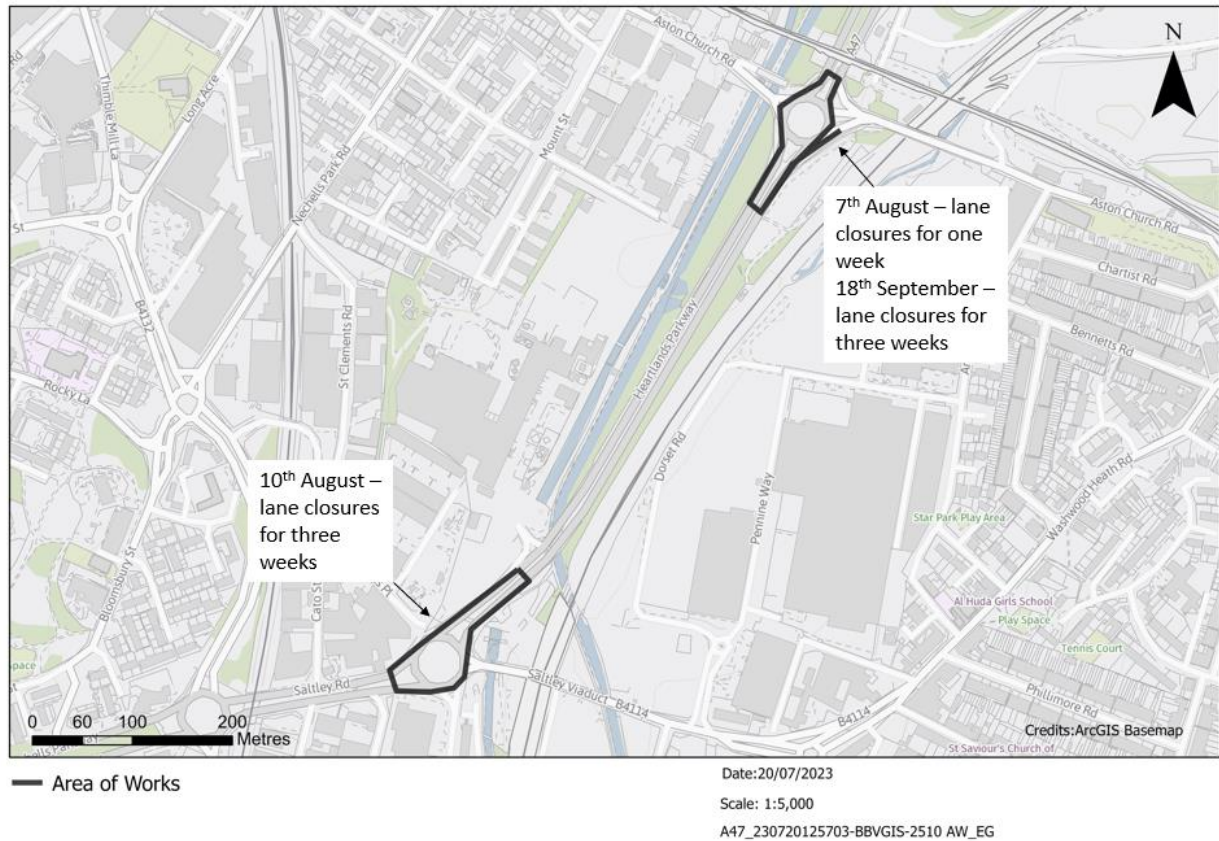 Aston Church Rd
A47
N
Thimble Mill La
Long Acre
Nechells Park Rd
Mount St
7th August – lane
closures for one
week
18th September –
lane closures for
three weeks
Aston Church Rd
Chartist Rd
Bennetts Rd
St
B4132
St Clements Rd
Heartlands Parkway
Rocky La
Dorset Rd
Pennine Way
Washwood Heath Rd
10th August –
lane closures
for three
weeks
Star Park Play Area
Bloomsbury St
Cato St
Pl
Al Huda Girls School
Play Space
Tennis Court
Space
St
Saltley Rd
Saltley Viaduct B4114
B4114
Phillimore Rd
0 60 100 200
Metres
Credits:ArcGIS Basemap
St Saviour's Church of
Area of Works
Date:20/07/2023
Scale: 1:5,000
A47_230720125703-BBVGIS-2510 AW_EG